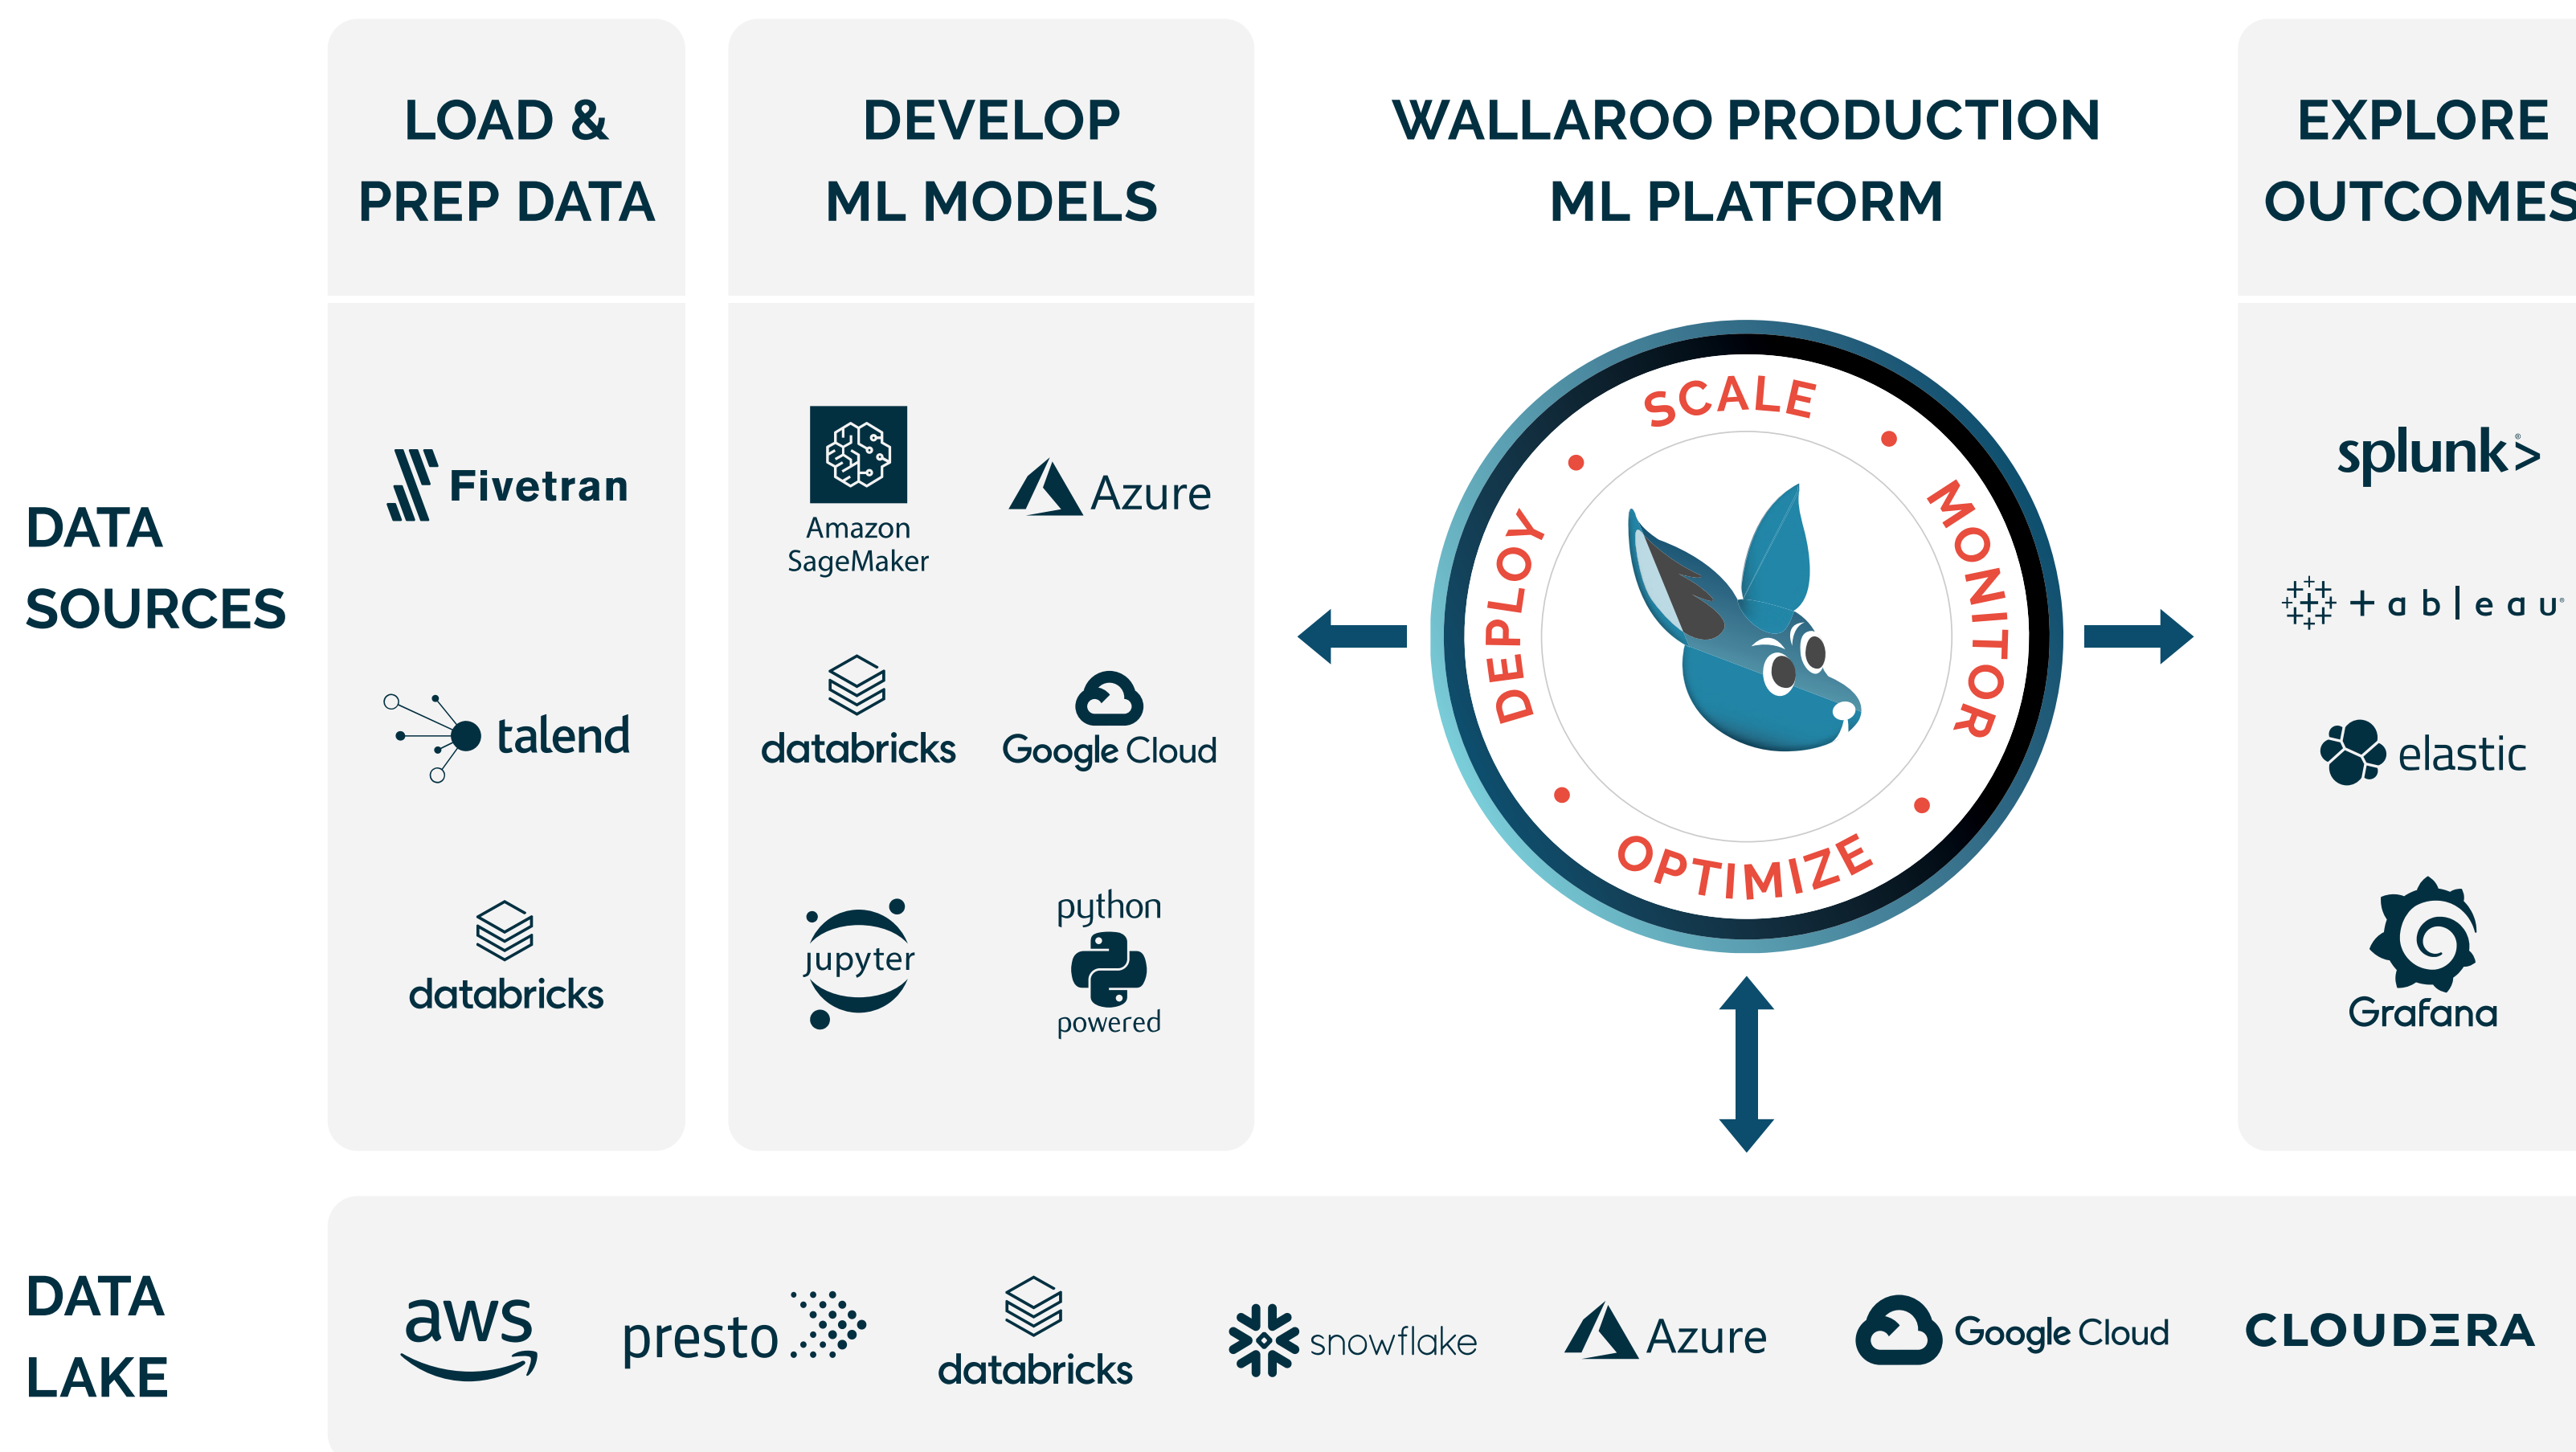 LOAD &
PREP DATA
DEVELOP
ML MODELS
WALLAROO PRODUCTION
ML PLATFORM
EXPLORE
OUTCOMES
DATA
SOURCES
Fivetran
talend
databricks
Amazon
SageMaker
Azure
databricks
Google Cloud
jupyter
python
powered
DEPLOY • SCALE • MONITOR • OPTIMIZE •
splunk>
+ableau
elastic
Grafana
DATA
LAKE
aws
presto
databricks
snowflake
Azure
Google Cloud
CLOUDERA